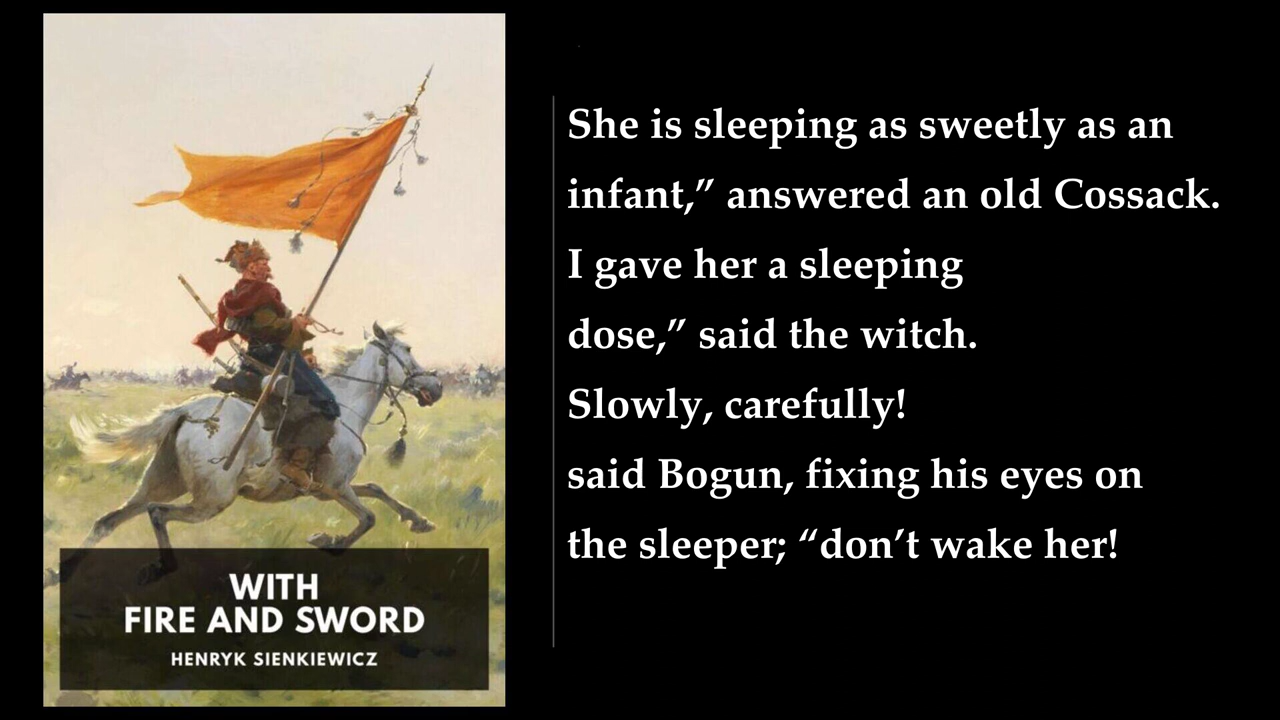 WITH
FIRE AND SWORD
HENRYK SIENKIEWICZ
She is sleeping as sweetly as an
infant,” answered an old Cossack.
I gave her a sleeping
dose,” said the witch.
Slowly, carefully!
said Bogun, fixing his eyes on
the sleeper; “don’t wake her!